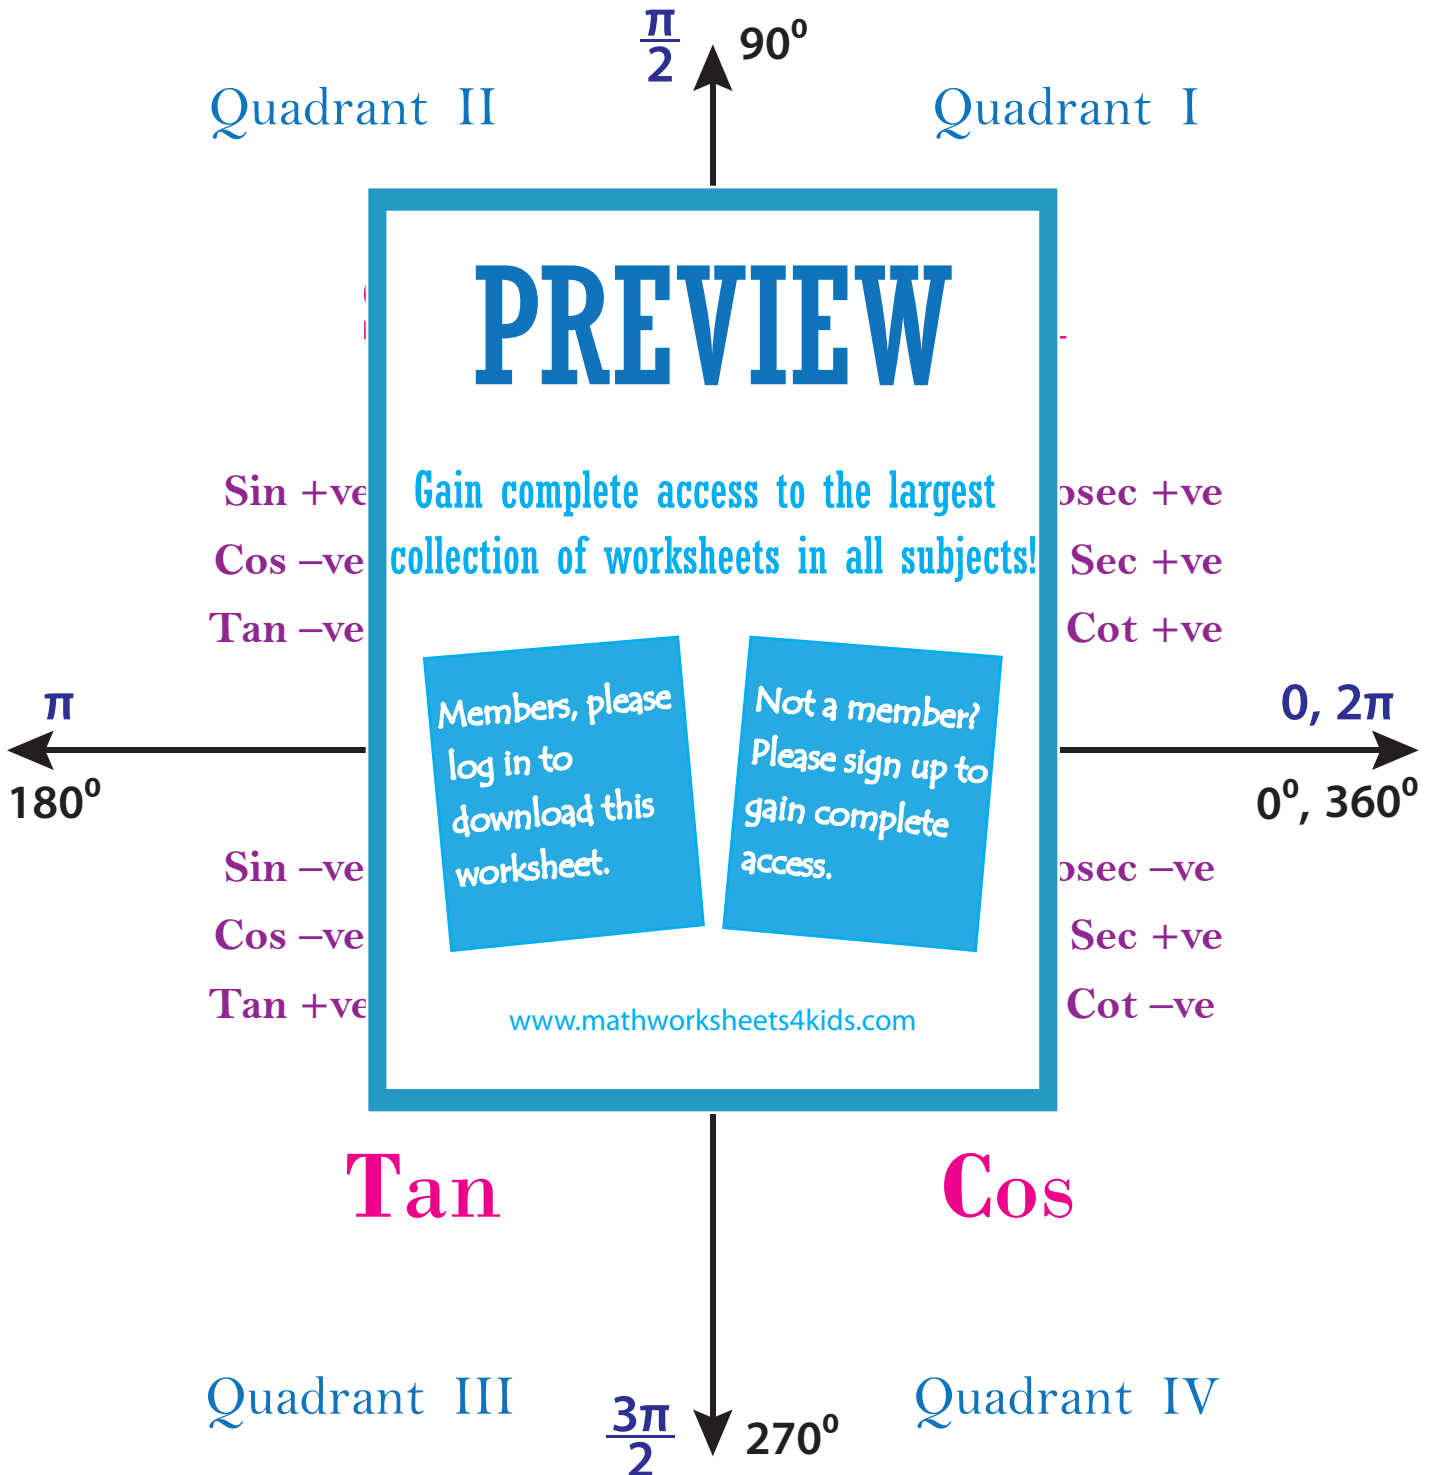 π/2 90⁰
Quadrant II Quadrant I
PREVIEW
Sin +ve
Cos –ve
Tan –ve
Gain complete access to the largest
collection of worksheets in all subjects!
Sec +ve
Cot +ve
π
180⁰
Members, please
log in to
download this
worksheet.
Not a member?
Please sign up to
gain complete
access.
0, 2π
0⁰, 360⁰
Sin –ve
Cos –ve
Tan +ve
–ve
Sec +ve
Cot –ve
www.mathworksheets4kids.com
Tan Cos
Quadrant III Quadrant IV
3π/2 270⁰